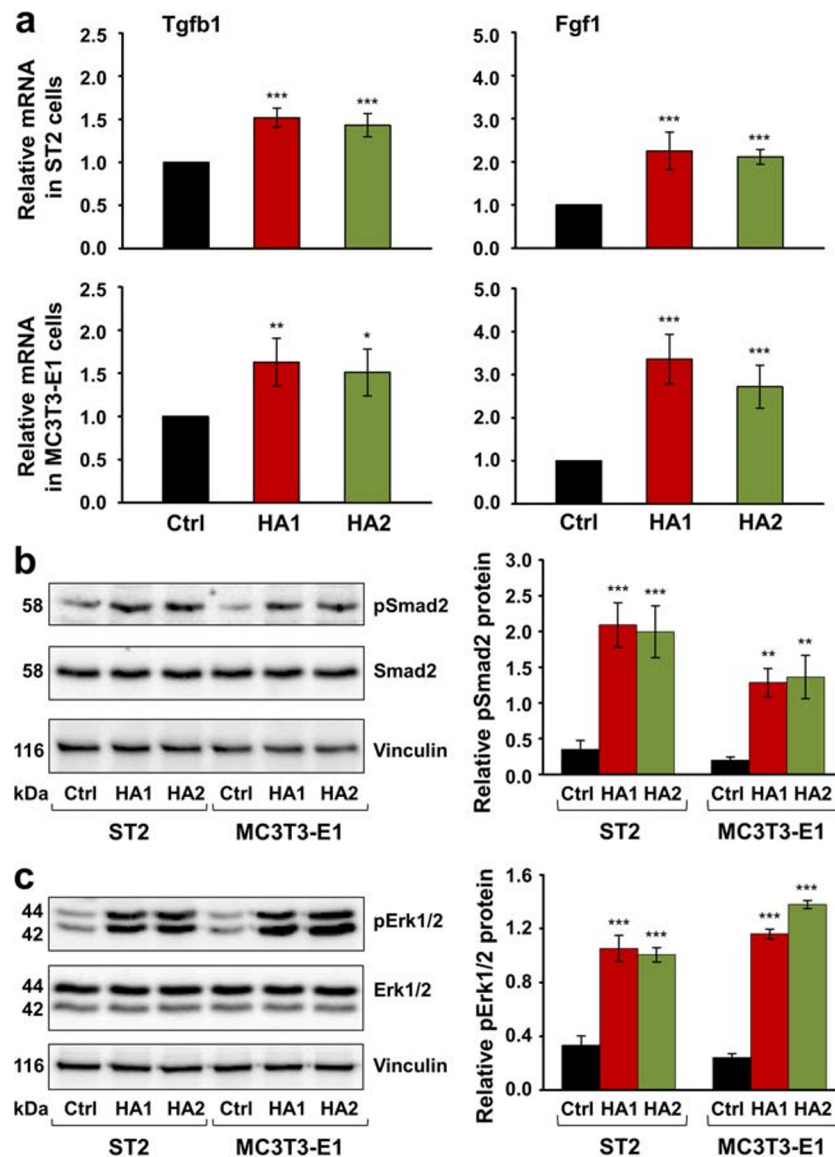 a
Tgfb1
Fgf1
Relative mRNA
in ST2 cells
2.5
2.0
1.5
1.0
0.5
0.0
***
***
5.0
4.0
3.0
2.0
1.0
0.0
***
***
Relative mRNA
in MC3T3-E1 cells
2.5
2.0
1.5
1.0
0.5
0.0
**
*
Ctrl HA1 HA2
5.0
4.0
3.0
2.0
1.0
0.0
***
***
Ctrl HA1 HA2
b
58 pSmad2
58 Smad2
116 Vinculin
kDa Ctrl HA1 HA2 Ctrl HA1 HA2
ST2 MC3T3-E1
Relative pSmad2 protein
3.0
2.5
2.0
1.5
1.0
0.5
0.0
*** ***
** **
Ctrl HA1 HA2 Ctrl HA1 HA2
ST2 MC3T3-E1
c
44
42
pErk1/2
44
42
Erk1/2
116 Vinculin
kDa Ctrl HA1 HA2 Ctrl HA1 HA2
ST2 MC3T3-E1
Relative pErk1/2 protein
1.6
1.2
0.8
0.4
0.0
*** ***
*** ***
Ctrl HA1 HA2 Ctrl HA1 HA2
ST2 MC3T3-E1